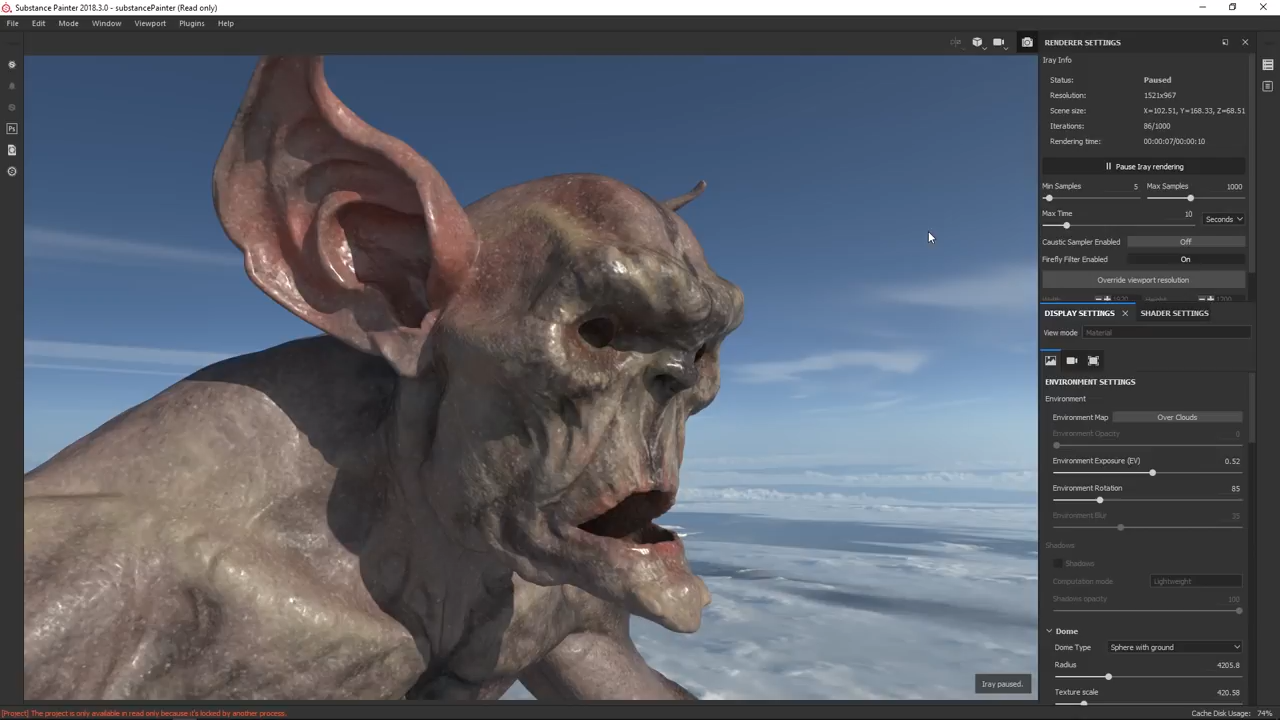 Substance Painter 2018.3.0 - substancePainter (Read only)
File Edit Mode Window Viewport Plugins Help
RENDERER SETTINGS
Iray Info
Status: Paused
Resolution: 1521x967
Scene size: X=102.51, Y=168.33, Z=68.51
Iterations: 86/1000
Rendering time: 00:00:07/00:00:10
Pause Iray rendering
Min Samples 5 Max Samples 1000
Max Time 10 Seconds
Caustic Sampler Enabled Off
Firefly Filter Enabled On
Override viewport resolution
DISPLAY SETTINGS SHADER SETTINGS
View mode Material
ENVIRONMENT SETTINGS
Environment
Environment Map Over Clouds
Environment Opacity 0
Environment Exposure (EV) 0.52
Environment Rotation 85
Environment Blur 35
Shadows
Shadows
Computation mode Lightweight
Shadows opacity 100
Dome
Dome Type Sphere with ground
Radius 4205.8
Texture scale 420.58
Ps
Iray paused.
[Project] The project is only available in read only because it's locked by another process.
Cache Disk Usage: 74%